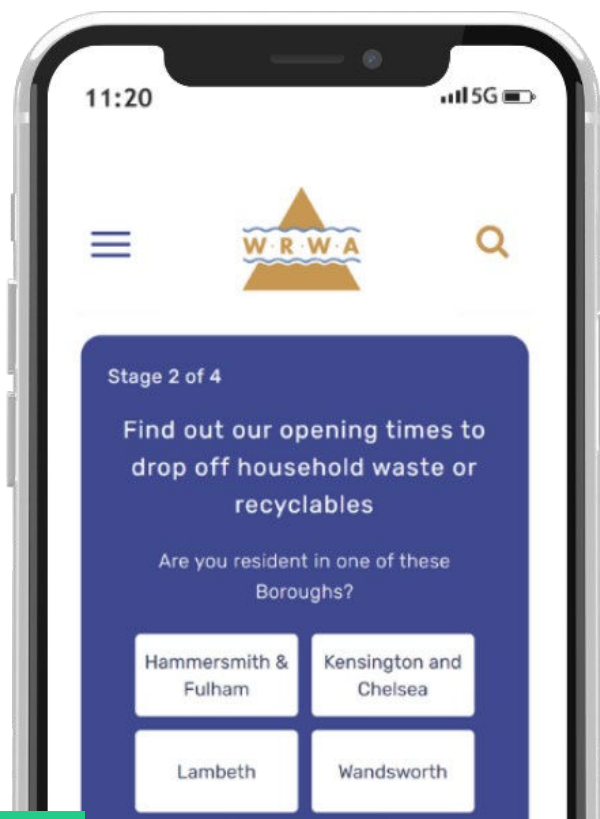 11:20
5G
W·R·W·A
Stage 2 of 4
Find out our opening times to
drop off household waste or
recyclables
Are you resident in one of these
Boroughs?
Hammersmith &
Fulham
Kensington and
Chelsea
Lambeth
Wandsworth